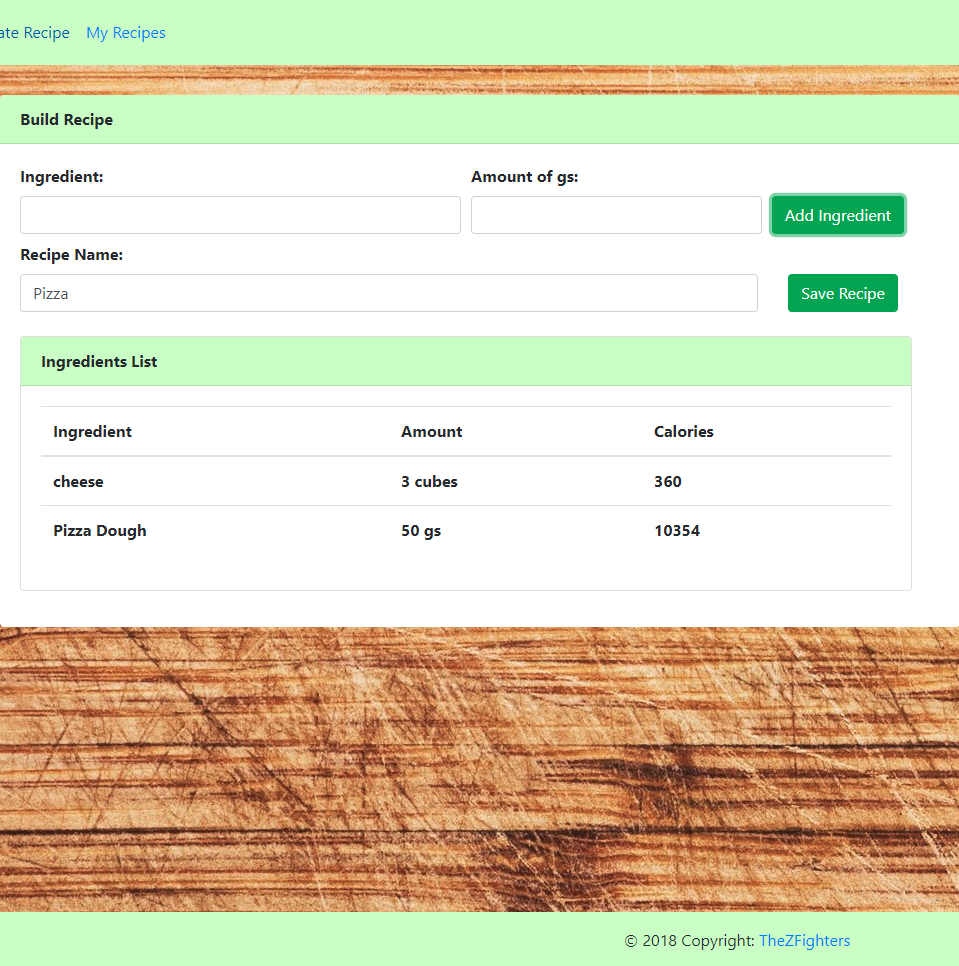 ate Recipe My Recipes
Build Recipe
Ingredient: Amount of gs:
Add Ingredient
Recipe Name:
Pizza Save Recipe
Ingredients List
Ingredient Amount Calories
cheese 3 cubes 360
Pizza Dough 50 gs 10354
© 2018 Copyright: TheZFighters